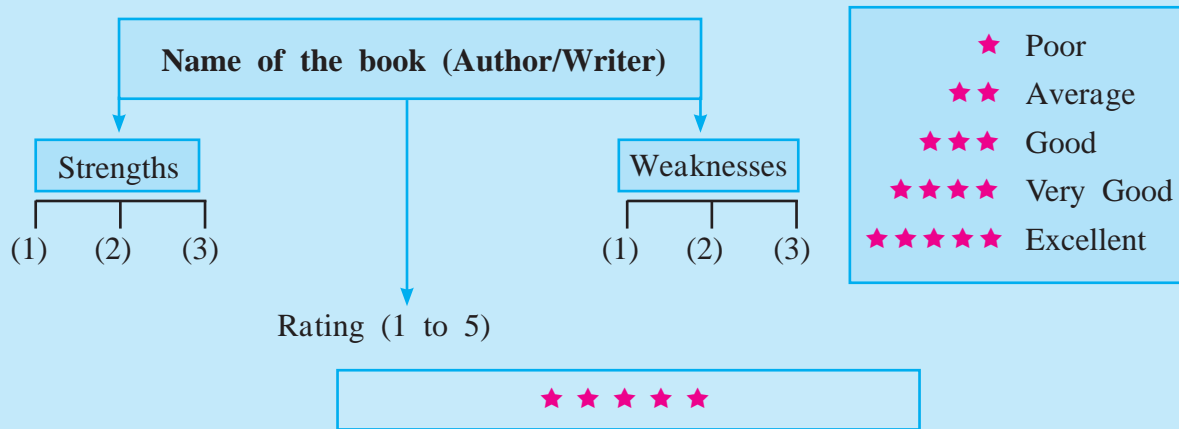 Name of the book (Author/Writer)
Strengths
(1) (2) (3)
Weaknesses
(1) (2) (3)
Rating (1 to 5)
★ ★ ★ ★ ★
★ Poor
★ ★ Average
★ ★ ★ Good
★ ★ ★ ★ Very Good
★ ★ ★ ★ ★ Excellent